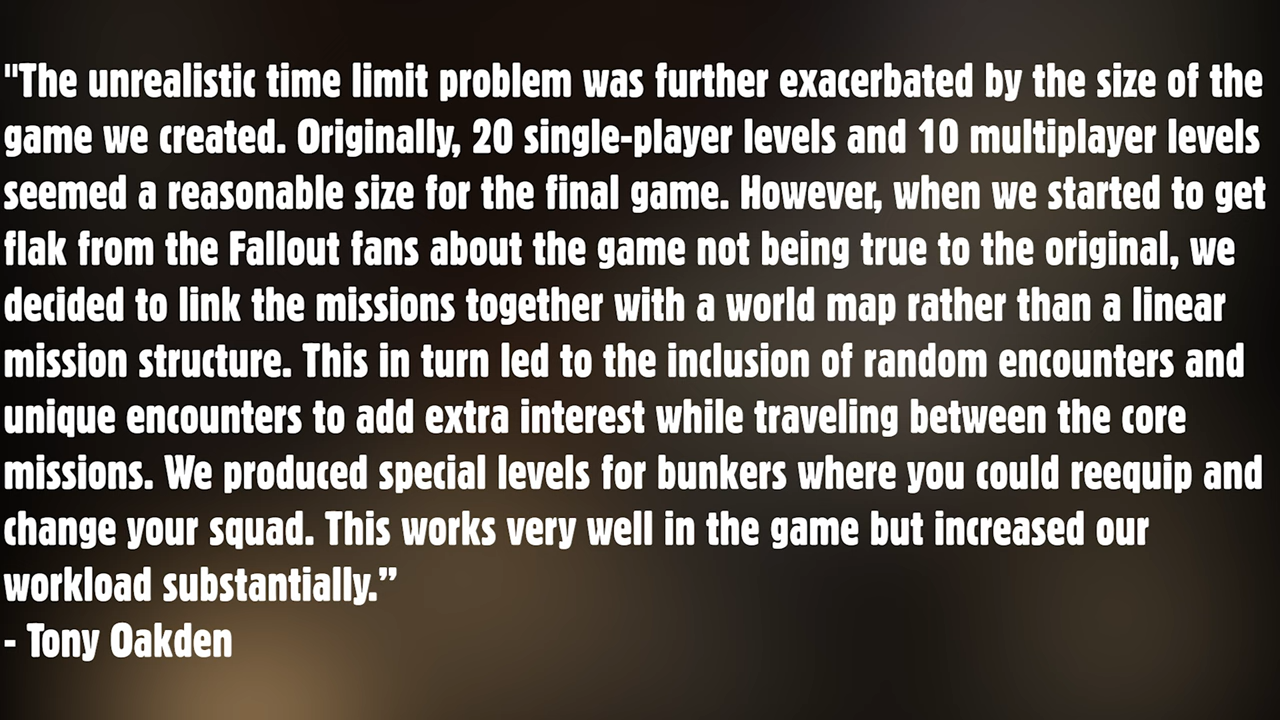 "The unrealistic time limit problem was further exacerbated by the size of the
game we created. Originally, 20 single-player levels and 10 multiplayer levels
seemed a reasonable size for the final game. However, when we started to get
flak from the Fallout fans about the game not being true to the original, we
decided to link the missions together with a world map rather than a linear
mission structure. This in turn led to the inclusion of random encounters and
unique encounters to add extra interest while traveling between the core
missions. We produced special levels for bunkers where you could reequip and
change your squad. This works very well in the game but increased our
workload substantially.”
- Tony Oakden